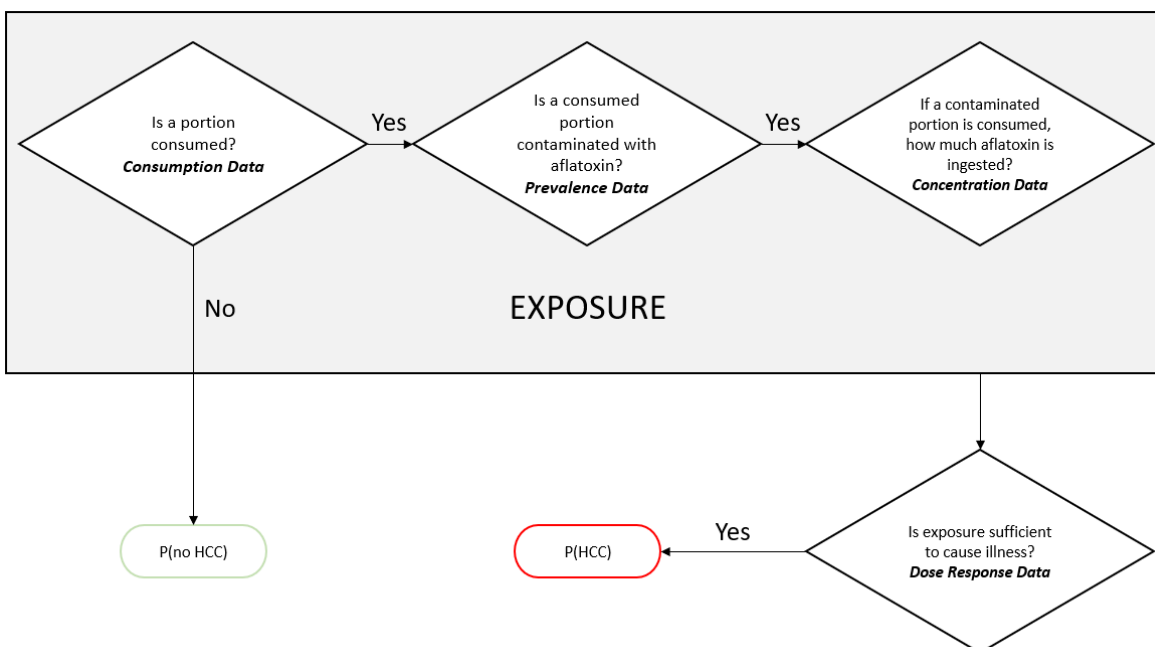 Is a portion
consumed?
Consumption Data
Yes
Is a consumed
portion
contaminated with
aflatoxin?
Prevalence Data
Yes
If a contaminated
portion is consumed,
how much aflatoxin is
ingested?
Concentration Data
No
EXPOSURE
P(no HCC)
P(HCC)
Yes
Is exposure sufficient
to cause illness?
Dose Response Data